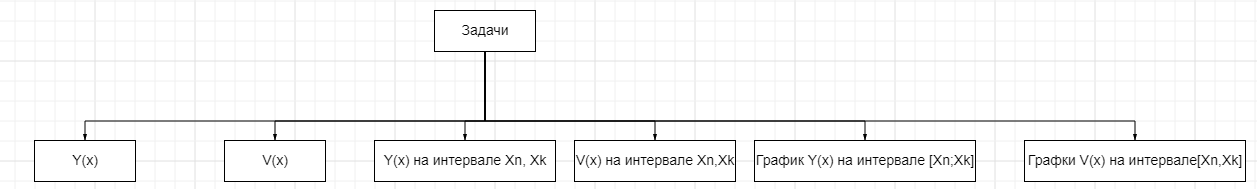 Задачи
Y(x)
V(x)
Y(x) на интервале Xn, Xk
V(x) на интервале Xn,Xk
График Y(x) на интервале [Xn;Xk]
Графки V(x) на интервале[Xn,Xk]